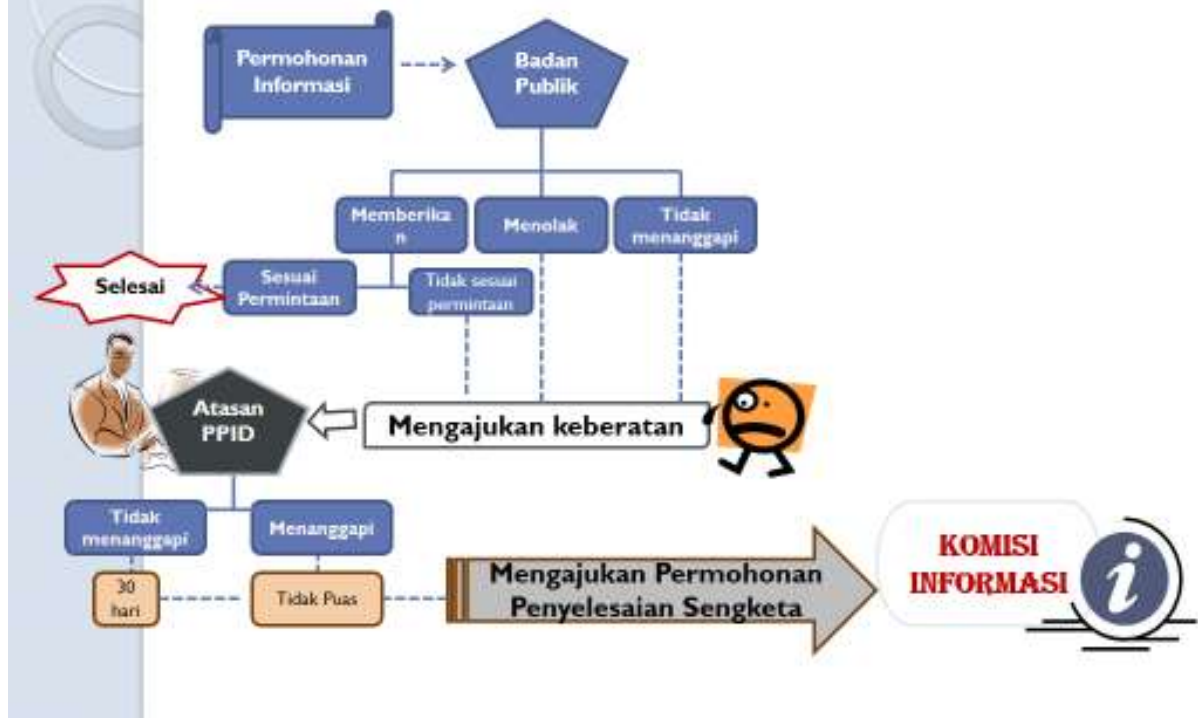 Permohonan
Informasi
Badan
Publik
Memberika
n
Menolak
Tidak
menanggapi
Selesai
Sesuai
Permintaan
Tidak sesuai
permintaan
Atasan
PPID
Mengajukan keberatan
Tidak
menanggapi
Menanggapi
30
hari
Tidak Puas
Mengajukan Permohonan
Penyelesaian Sengketa
KOMISI
INFORMASI
i